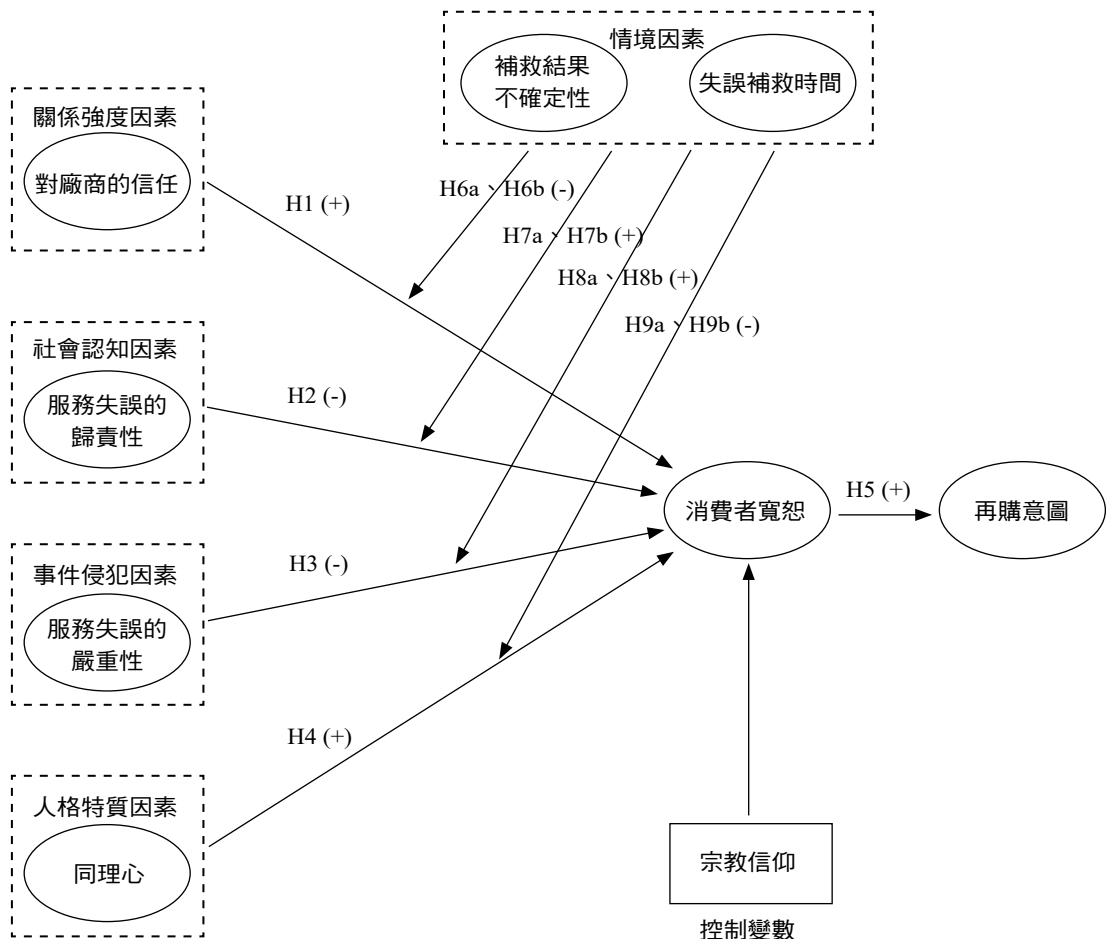 情境因素
補救結果
不確定性
失誤補救時間
關係強度因素
對廠商的信任
H1 (+)
H6a、H6b (-)
H7a、H7b (+)
H8a、H8b (+)
H9a、H9b (-)
社會認知因素
服務失誤的
歸責性
H2 (-)
消費者寬恕
H5 (+)
再購意圖
事件侵犯因素
服務失誤的
嚴重性
H3 (-)
H4 (+)
人格特質因素
同理心
宗教信仰
控制變數